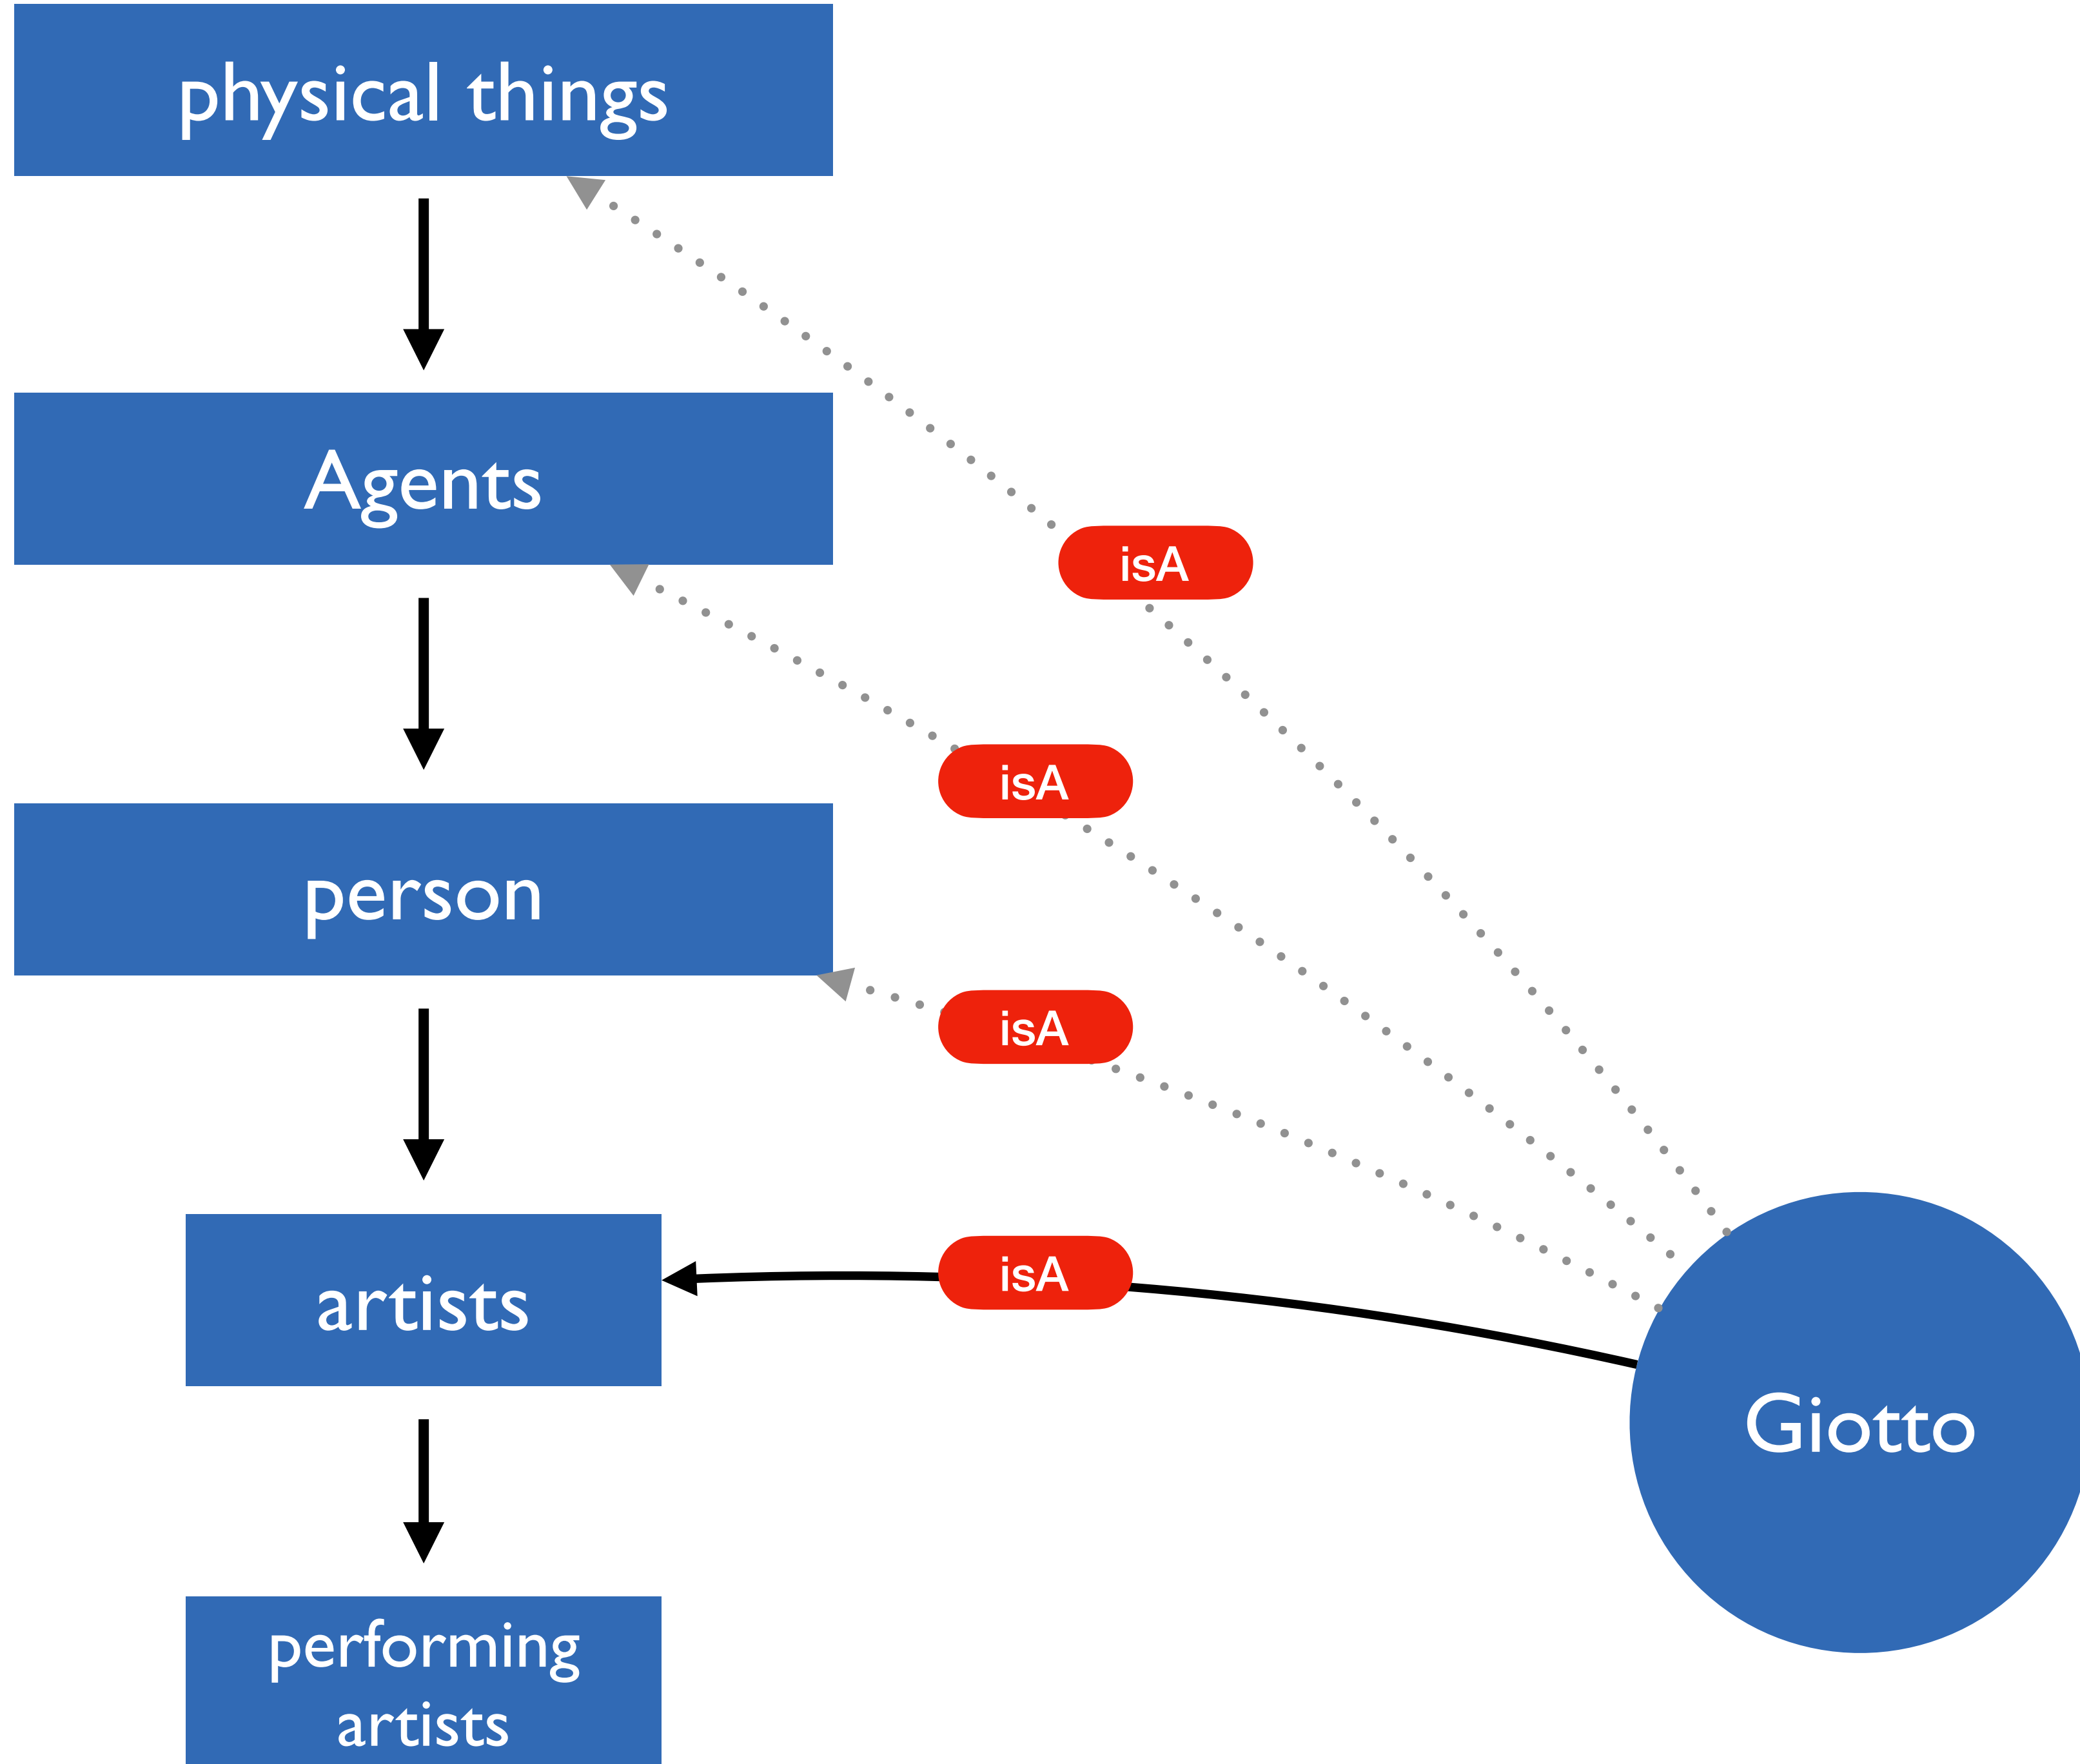 physical things
Agents
isA
isA
person
isA
artists
isA
Giotto
performing
artists